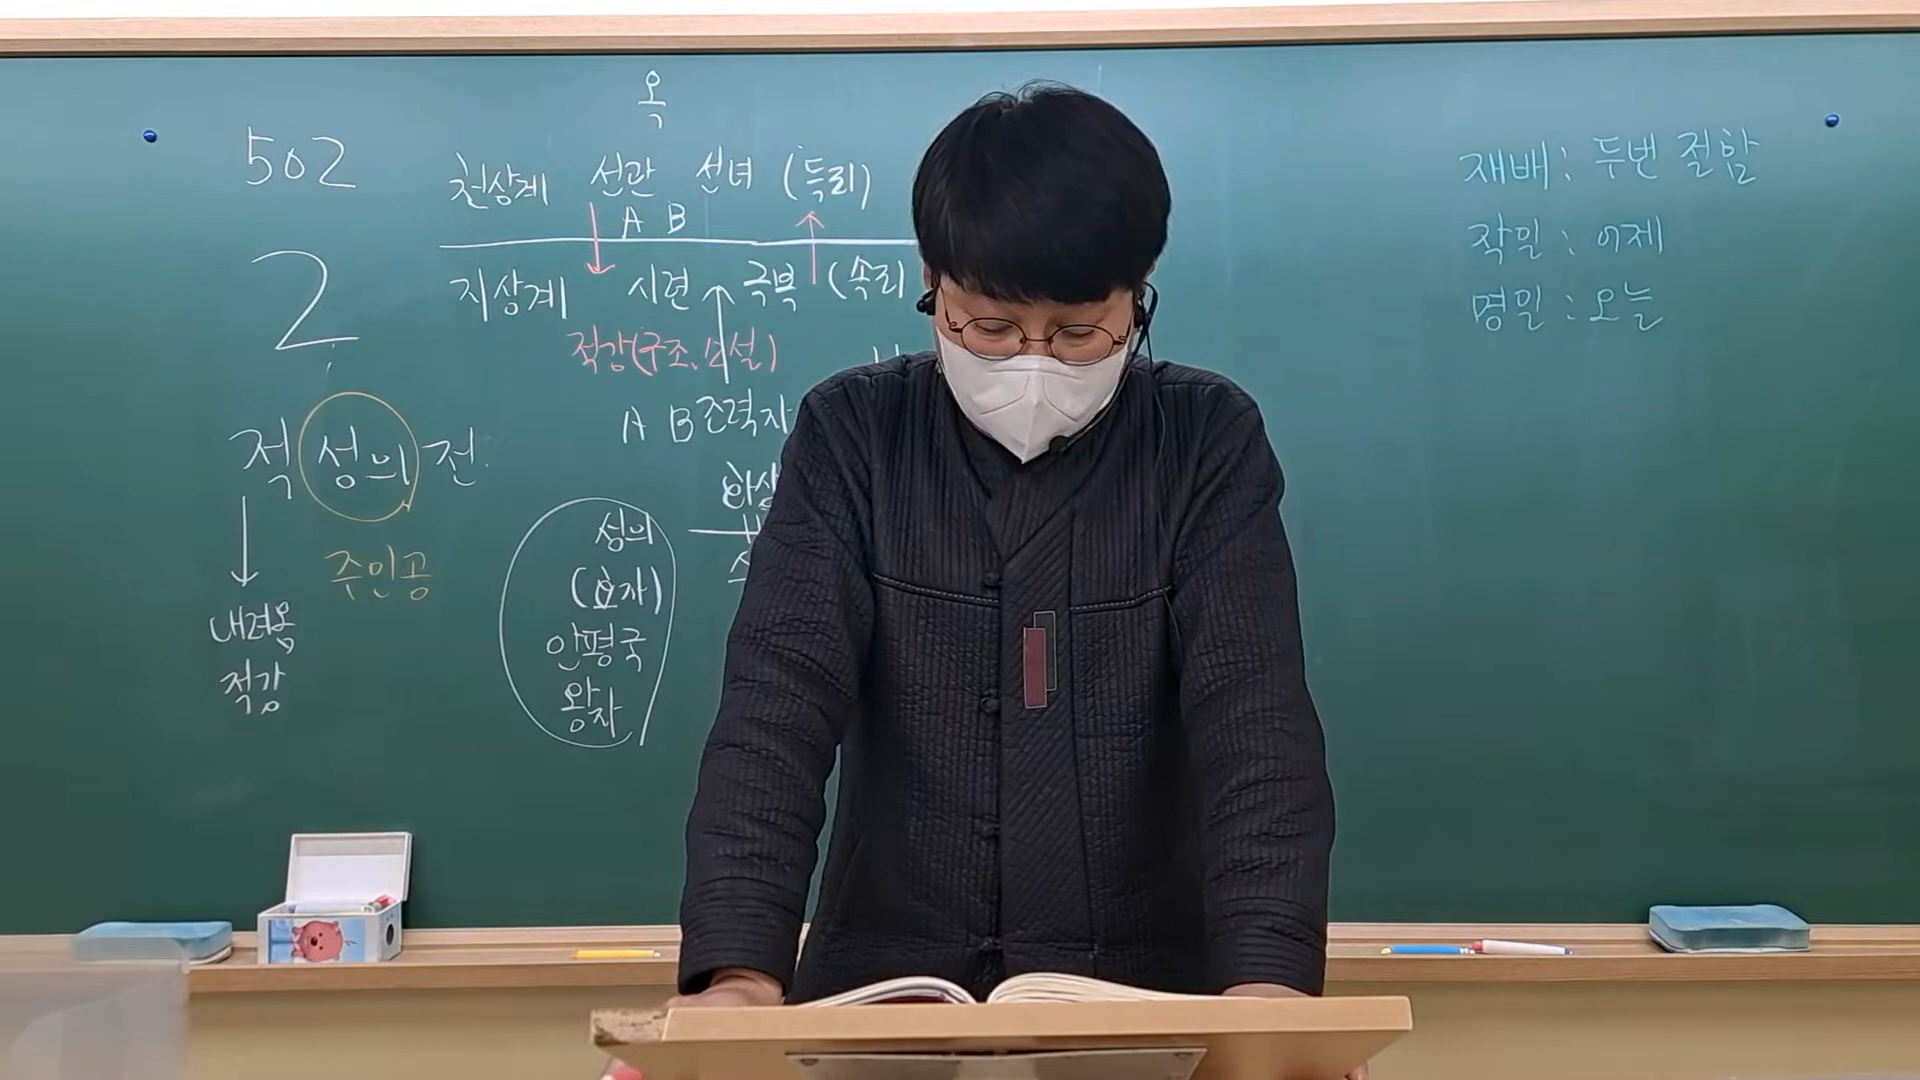 502
2
적성의전
주인공
내려옴
적강
옥
천상계 선관 선녀 (득리)
A B
지상계 시련 극복 (속리
적강(구조, 소설)
A B 조력자
성의
(효자)
안평국
왕자
재배 : 두번 절함
작일 : 어제
명일 : 오늘